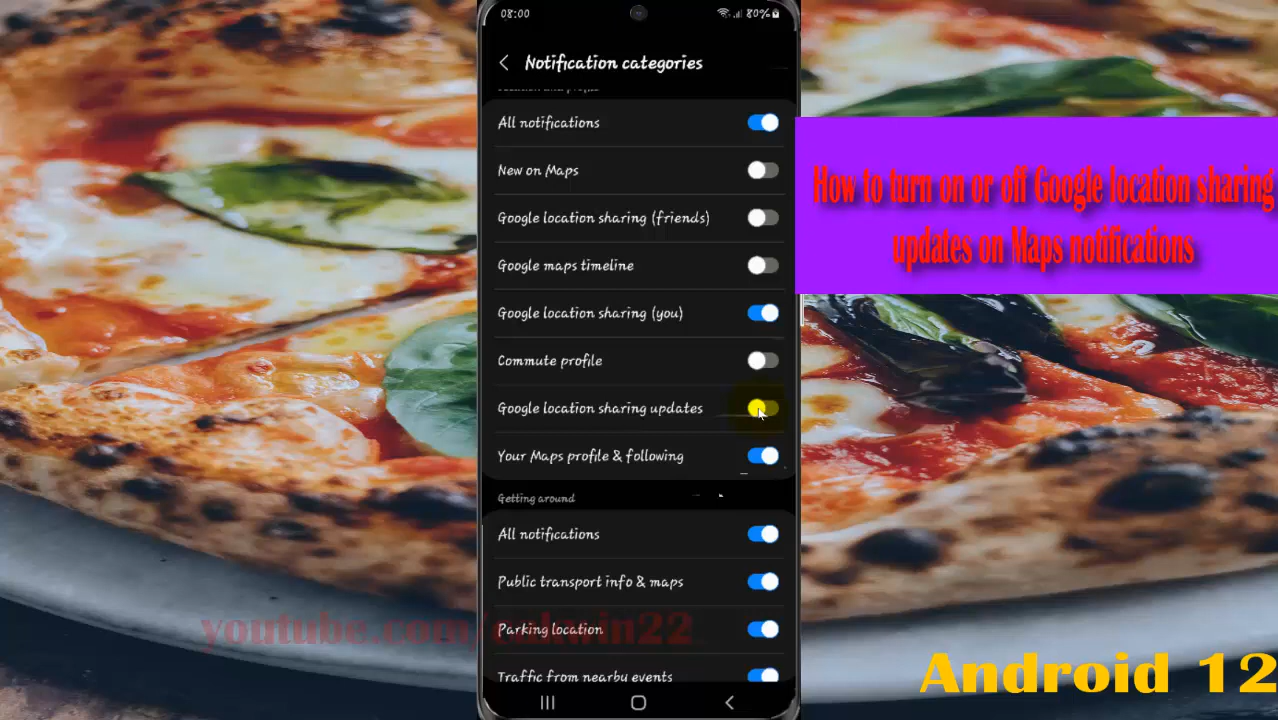 08:00
80%
Notification categories
All notifications
New on Maps
Google location sharing (friends)
Google maps timeline
Google location sharing (you)
Commute profile
Google location sharing updates
Your Maps profile & following
Getting around
All notifications
Public transport info & maps
Parking location
Traffic from nearby events
How to turn on or off Google location sharing
updates on Maps notifications
Android 12